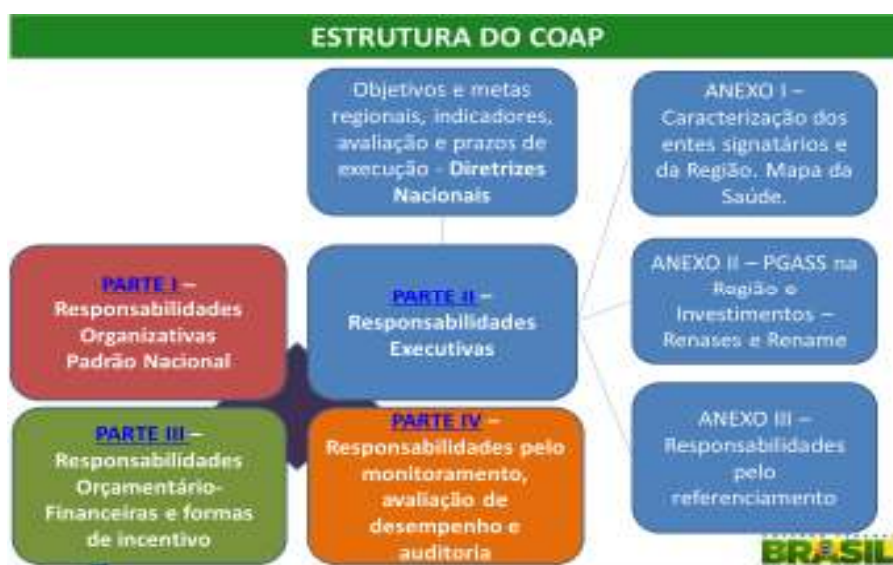 ESTRUTURA DO COAP
Objetivos e metas
regionais, indicadores,
avaliação e prazos de
execução - Diretrizes
Nacionais
ANEXO I –
Caracterização dos
entes signatários e
da Região. Mapa da
Saúde.
PARTE I –
Responsabilidades
Organizativas
Padrão Nacional
PARTE II –
Responsabilidades
Executivas
ANEXO II – PGASS na
Região e
Investimentos –
Renases e Rename
PARTE III –
Responsabilidades
Orçamentário-
Financeiras e formas
de incentivo
PARTE IV –
Responsabilidades pelo
monitoramento,
avaliação de
desempenho e
auditoria
ANEXO III –
Responsabilidades
pelo
referenciamento
BRASIL